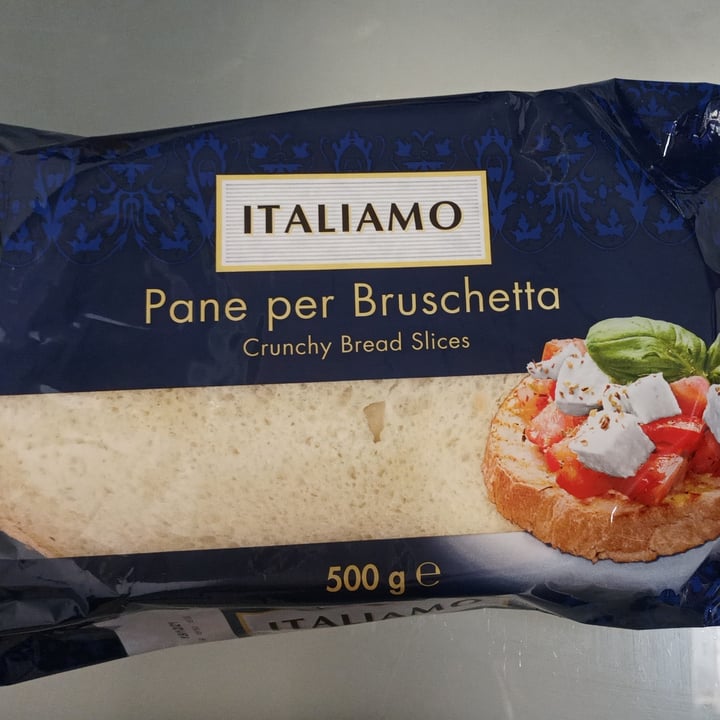 ITALIAMO
Pane per Bruschetta
Crunchy Bread Slices
500 g ℮
ITALIAMO